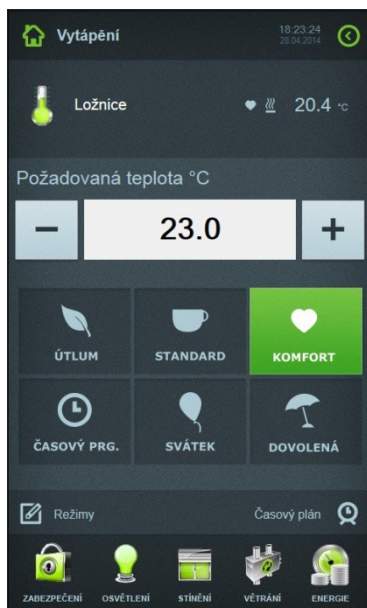 Vytápění
18:23:24
28.04.2014
Ložnice
20.4 °C
Požadovaná teplota °C
− 23.0 +
ÚTLUM STANDARD KOMFORT
ČASOVÝ PRG. SVÁTEK DOVOLENÁ
Režimy Časový plán
ZABEZPEČENÍ OSVĚTLENÍ STÍNĚNÍ VĚTRÁNÍ ENERGIE